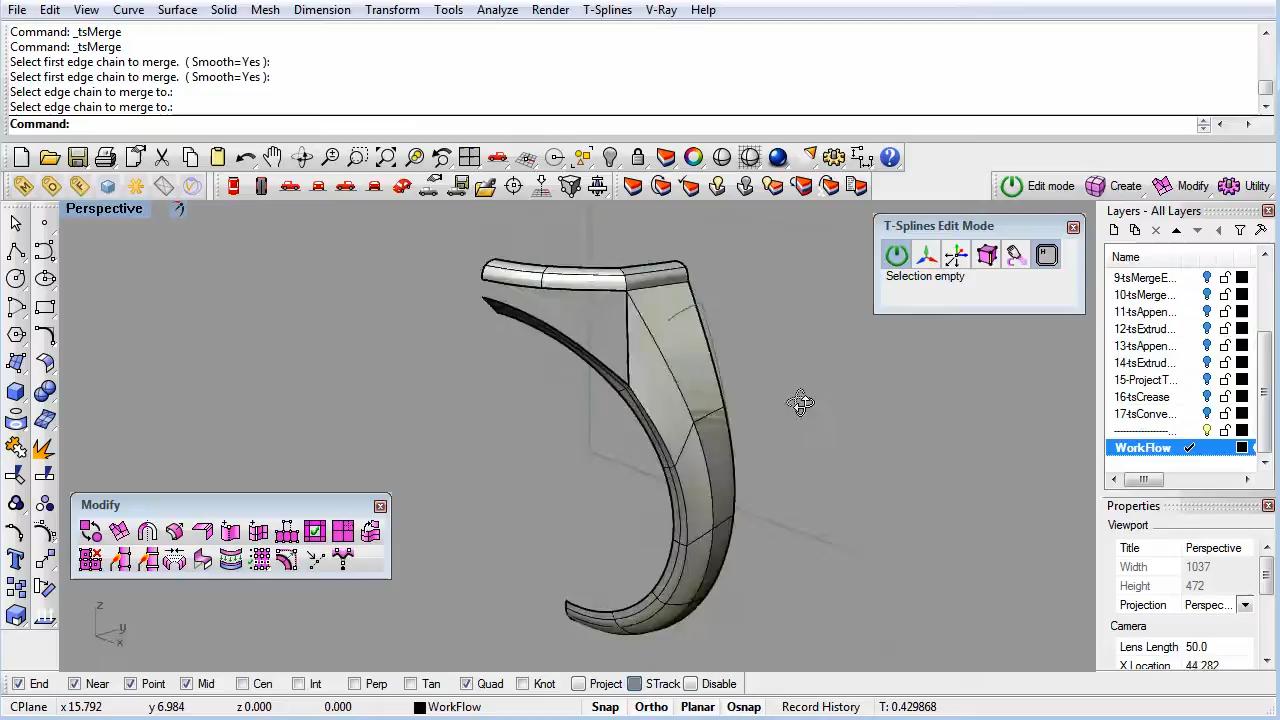 File Edit View Curve Surface Solid Mesh Dimension Transform Tools Analyze Render T-Splines V-Ray Help
Command: _tsMerge
Command: _tsMerge
Select first edge chain to merge. ( Smooth=Yes ):
Select first edge chain to merge. ( Smooth=Yes ):
Select edge chain to merge to.:
Select edge chain to merge to.:
Command:
Edit mode Create Modify Utility
Perspective
T-Splines Edit Mode
Selection empty
Layers - All Layers
Name
9-tsMergeE...
10-tsMerge...
11-tsAppen...
12-tsExtrud...
13-tsAppen...
14-tsExtrud...
15-ProjectT...
16-tsCrease
17-tsConve...
WorkFlow
Modify
Properties
Viewport
Title Perspective
Width 1037
Height 472
Projection Perspec...
Camera
Lens Length 50.0
X Location 44.282
z
y
x
End Near Point Mid Cen Int Perp Tan Quad Knot Project STrack Disable
CPlane x 15.792 y 6.984 z 0.000 0.000 WorkFlow Snap Ortho Planar Osnap Record History T: 0.429868